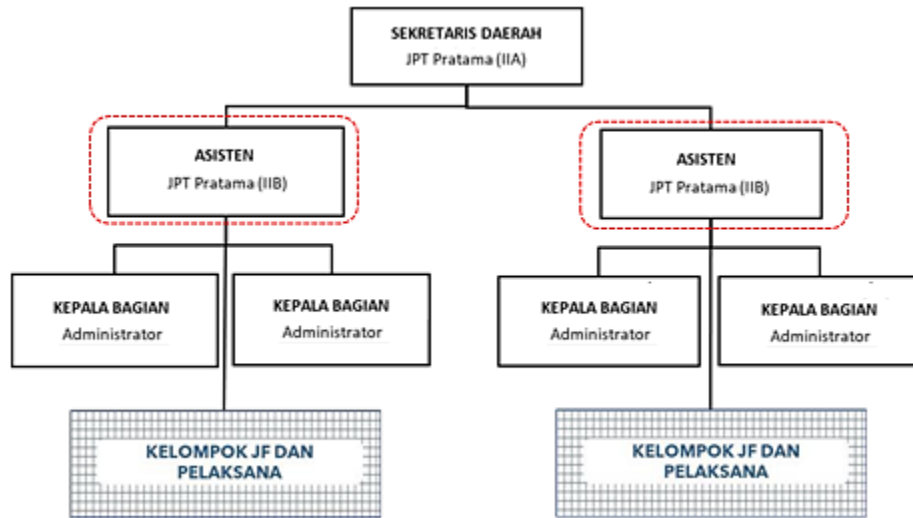 SEKRETARIS DAERAH
JPT Pratama (IIA)
ASISTEN
JPT Pratama (IIB)
ASISTEN
JPT Pratama (IIB)
KEPALA BAGIAN
Administrator
KEPALA BAGIAN
Administrator
KEPALA BAGIAN
Administrator
KEPALA BAGIAN
Administrator
KELOMPOK JF DAN
PELAKSANA
KELOMPOK JF DAN
PELAKSANA